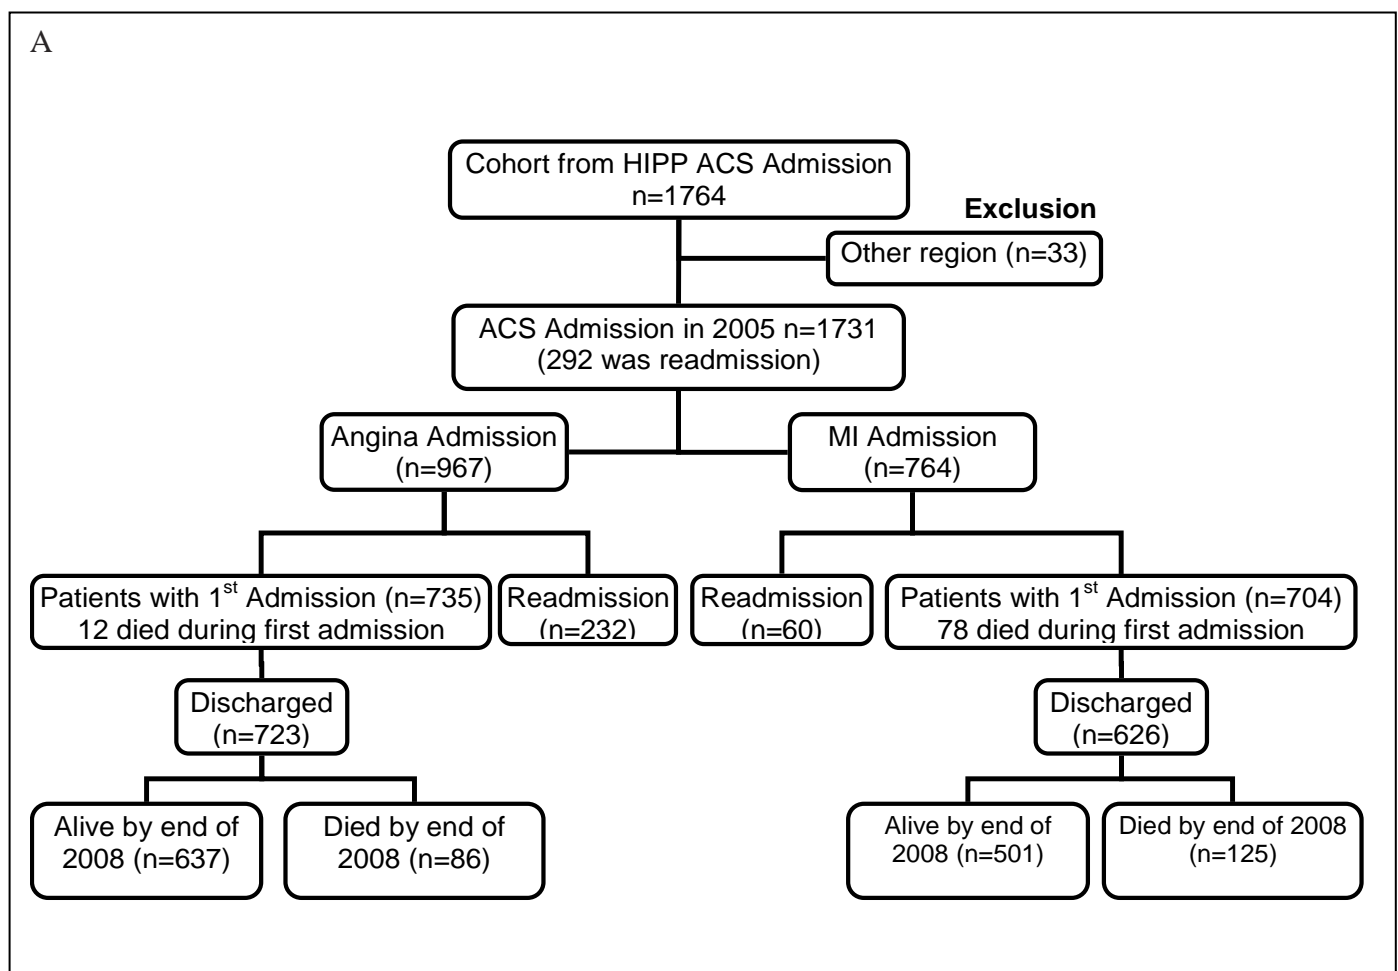 A
Cohort from HIPP ACS Admission
n=1764
Exclusion
Other region (n=33)
ACS Admission in 2005 n=1731
(292 was readmission)
Angina Admission
(n=967)
MI Admission
(n=764)
Patients with 1st Admission (n=735)
12 died during first admission
Readmission
(n=232)
Readmission
(n=60)
Patients with 1st Admission (n=704)
78 died during first admission
Discharged
(n=723)
Discharged
(n=626)
Alive by end of
2008 (n=637)
Died by end of
2008 (n=86)
Alive by end of
2008 (n=501)
Died by end of 2008
(n=125)